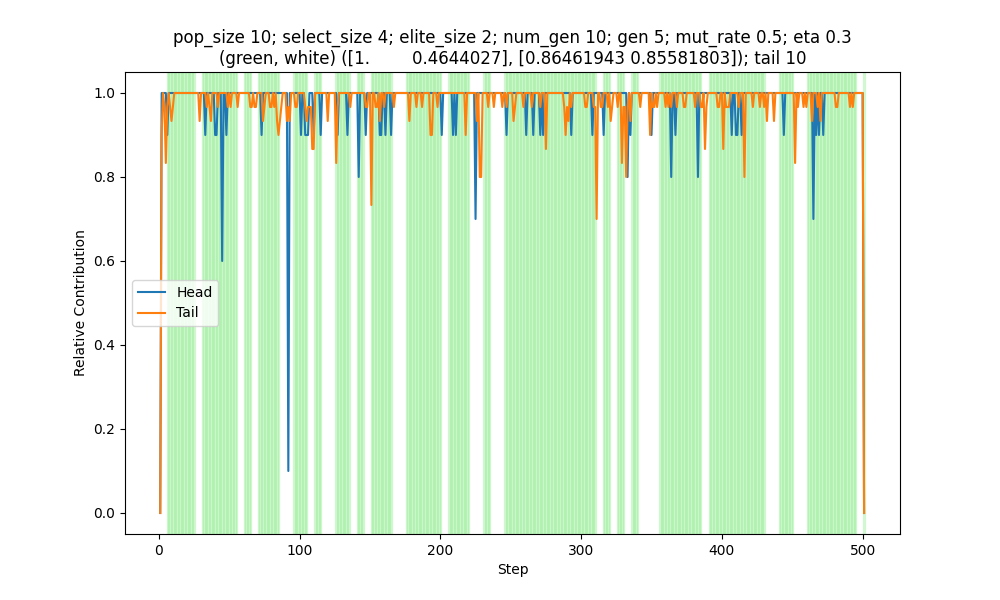 pop_size 10; select_size 4; elite_size 2; num_gen 10; gen 5; mut_rate 0.5; eta 0.3
(green, white) ([1.         0.4644027], [0.86461943 0.85581803]); tail 10
1.0
0.8
0.6
0.4
0.2
0.0
Relative Contribution
Head
Tail
0
100
200
300
400
500
Step